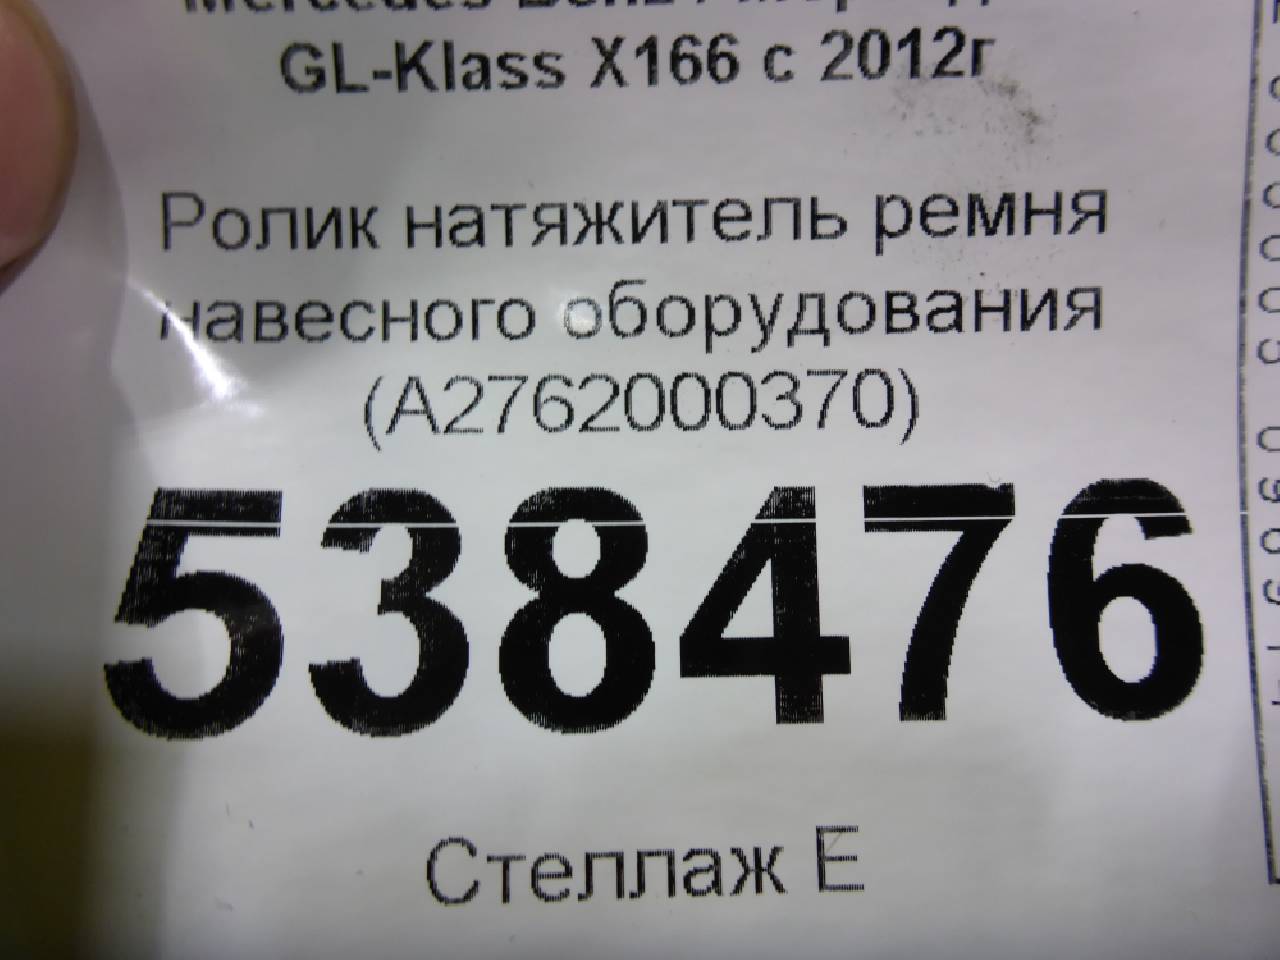 GL-Klass X166 с 2012г
Ролик натяжитель ремня
навесного оборудования
(A2762000370)
538476
Стеллаж Е